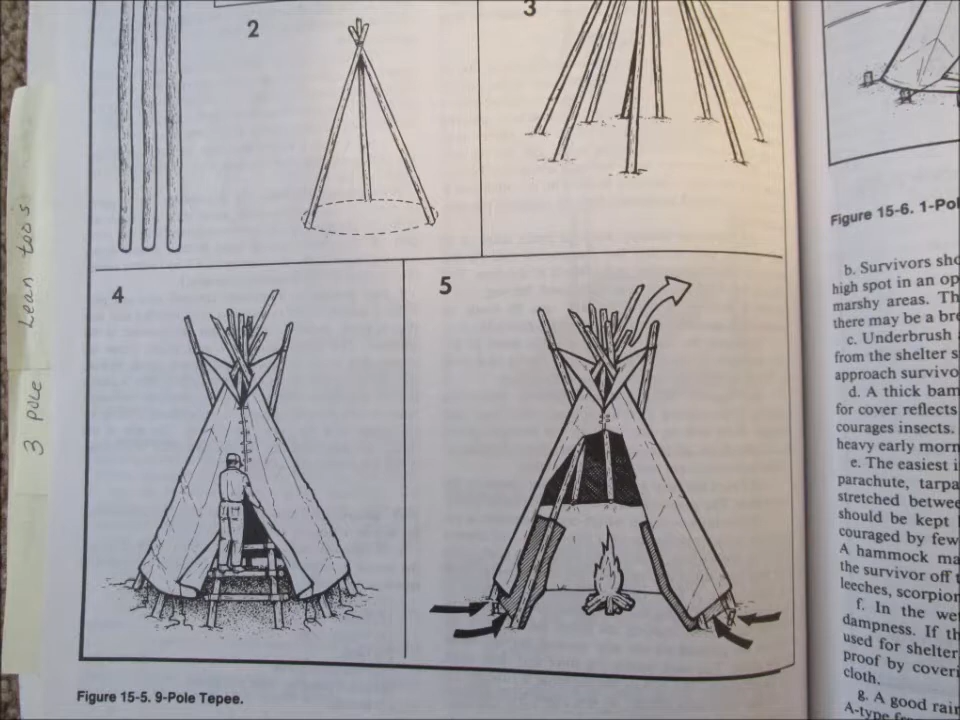 3 pole Lean toos
2
3
4
5
Figure 15-5. 9-Pole Tepee.
Figure 15-6. 1-Pol
b. Survivors sho
high spot in an op
marshy areas. Th
there may be a bre
c. Underbrush
from the shelter s
approach survivo
d. A thick bam
for cover reflects
courages insects.
heavy early morn
e. The easiest i
parachute, tarpa
stretched betwee
should be kept
couraged by few
A hammock ma
the survivor off t
leeches, scorpion
f. In the we
dampness. If th
used for shelter
proof by coveri
cloth.
g. A good rain
A-type